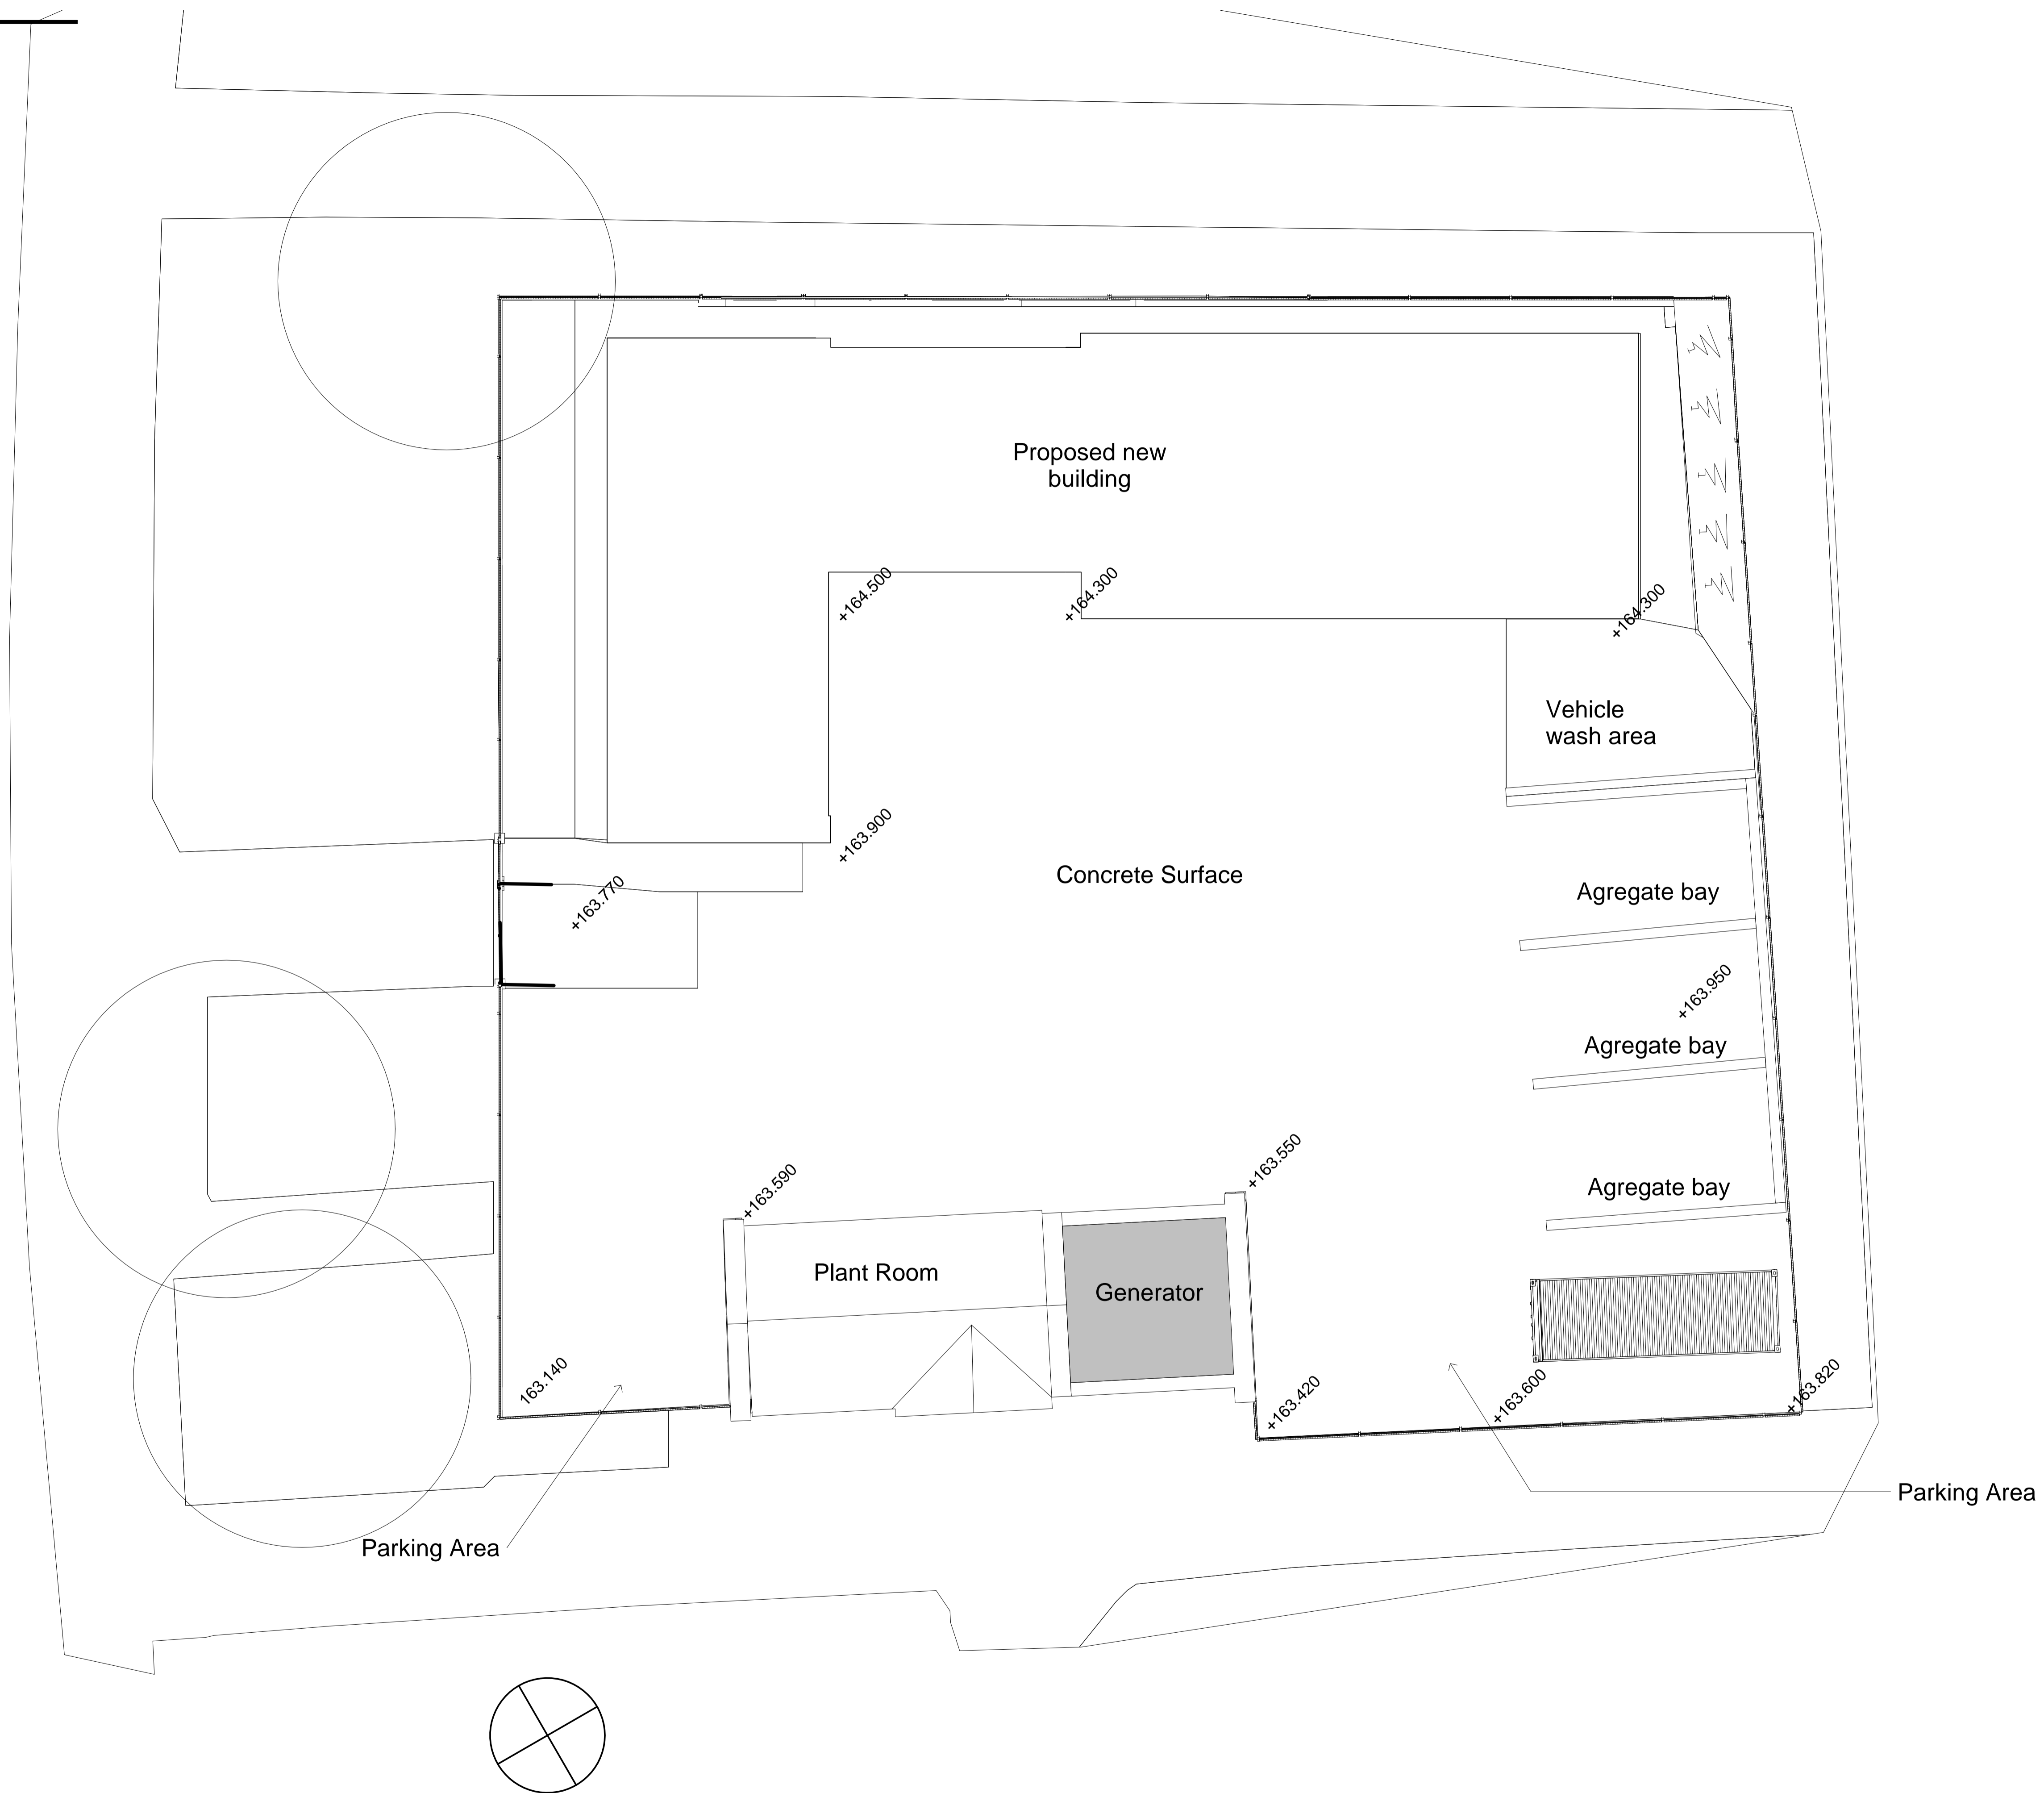 Proposed new
building
+164.500
+164.300
+164.300
Vehicle
wash area
+163.900
Concrete Surface
+163.770
Agregate bay
+163.950
Agregate bay
+163.590
+163.550
Agregate bay
Plant Room
Generator
163.140
+163.420
+163.600
+163.820
Parking Area
Parking Area